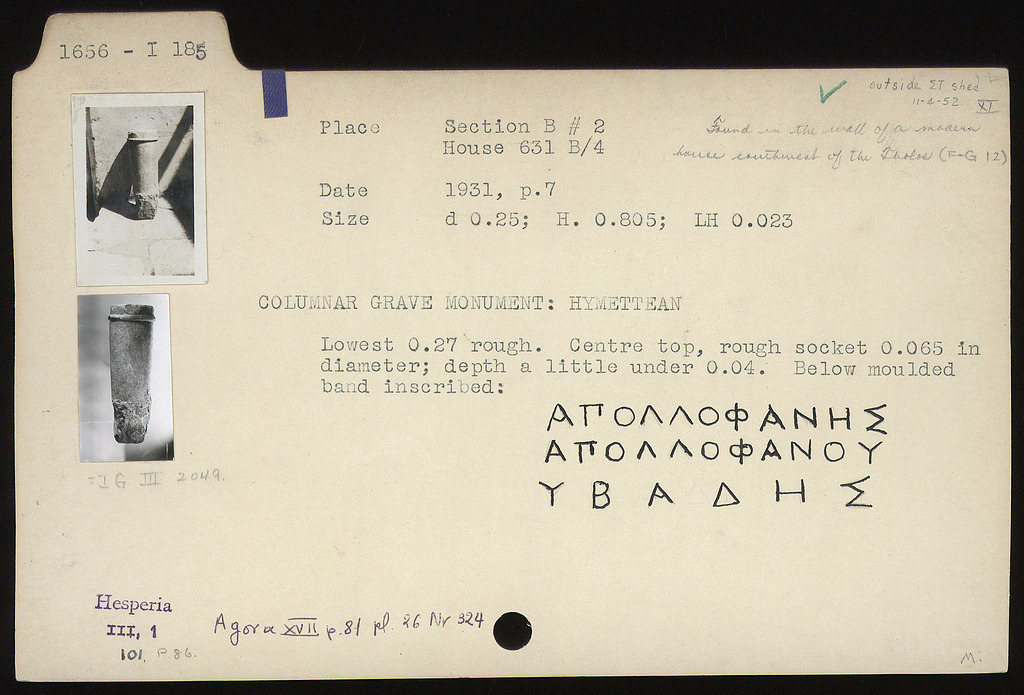 1656 - I 185
outside ΣΤ shed
11-4-52 XI
Place Section B # 2
House 631 B/4
Found in the wall of a modern
house southwest of the Tholos (F-G 12)
Date 1931, p.7
Size d 0.25; H. 0.805; LH 0.023
COLUMNAR GRAVE MONUMENT: HYMETTEAN
Lowest 0.27 rough. Centre top, rough socket 0.065 in
diameter; depth a little under 0.04. Below moulded
band inscribed:
ΑΠΟΛΛΟΦΑΝΗΣ
ΑΠΟΛΛΟΦΑΝΟΥ
ΥΒΑΔΗΣ
=IG III 2049.
Hesperia
III, 1
101. P.86.
Agora XVII p.81 pl. 26 Nr 324
M.